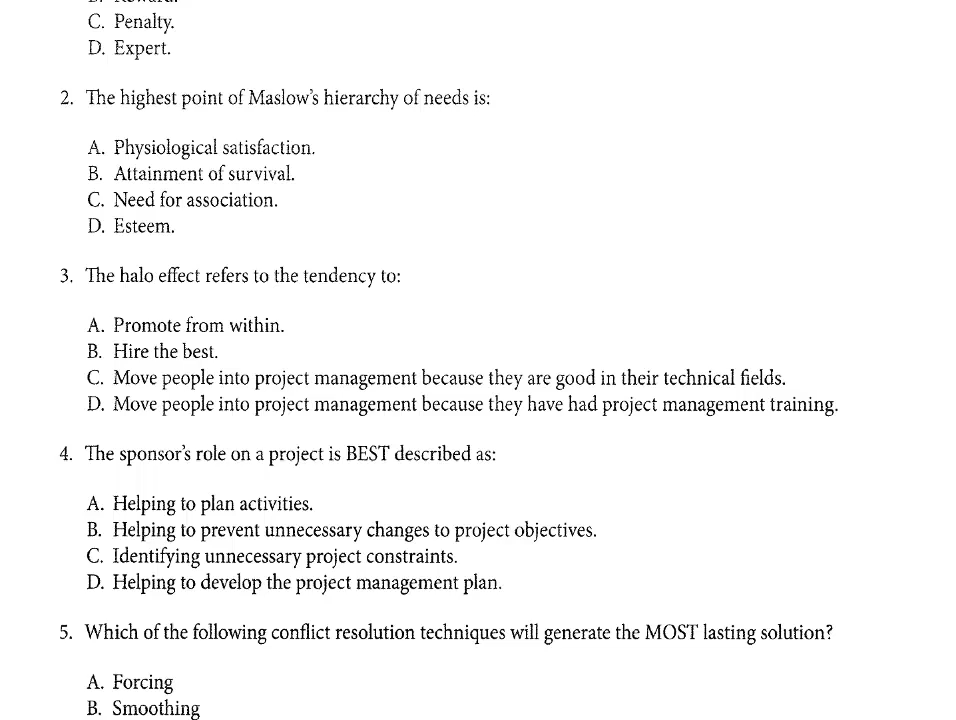 C. Penalty.
D. Expert.
2. The highest point of Maslow's hierarchy of needs is:
A. Physiological satisfaction.
B. Attainment of survival.
C. Need for association.
D. Esteem.
3. The halo effect refers to the tendency to:
A. Promote from within.
B. Hire the best.
C. Move people into project management because they are good in their technical fields.
D. Move people into project management because they have had project management training.
4. The sponsor's role on a project is BEST described as:
A. Helping to plan activities.
B. Helping to prevent unnecessary changes to project objectives.
C. Identifying unnecessary project constraints.
D. Helping to develop the project management plan.
5. Which of the following conflict resolution techniques will generate the MOST lasting solution?
A. Forcing
B. Smoothing